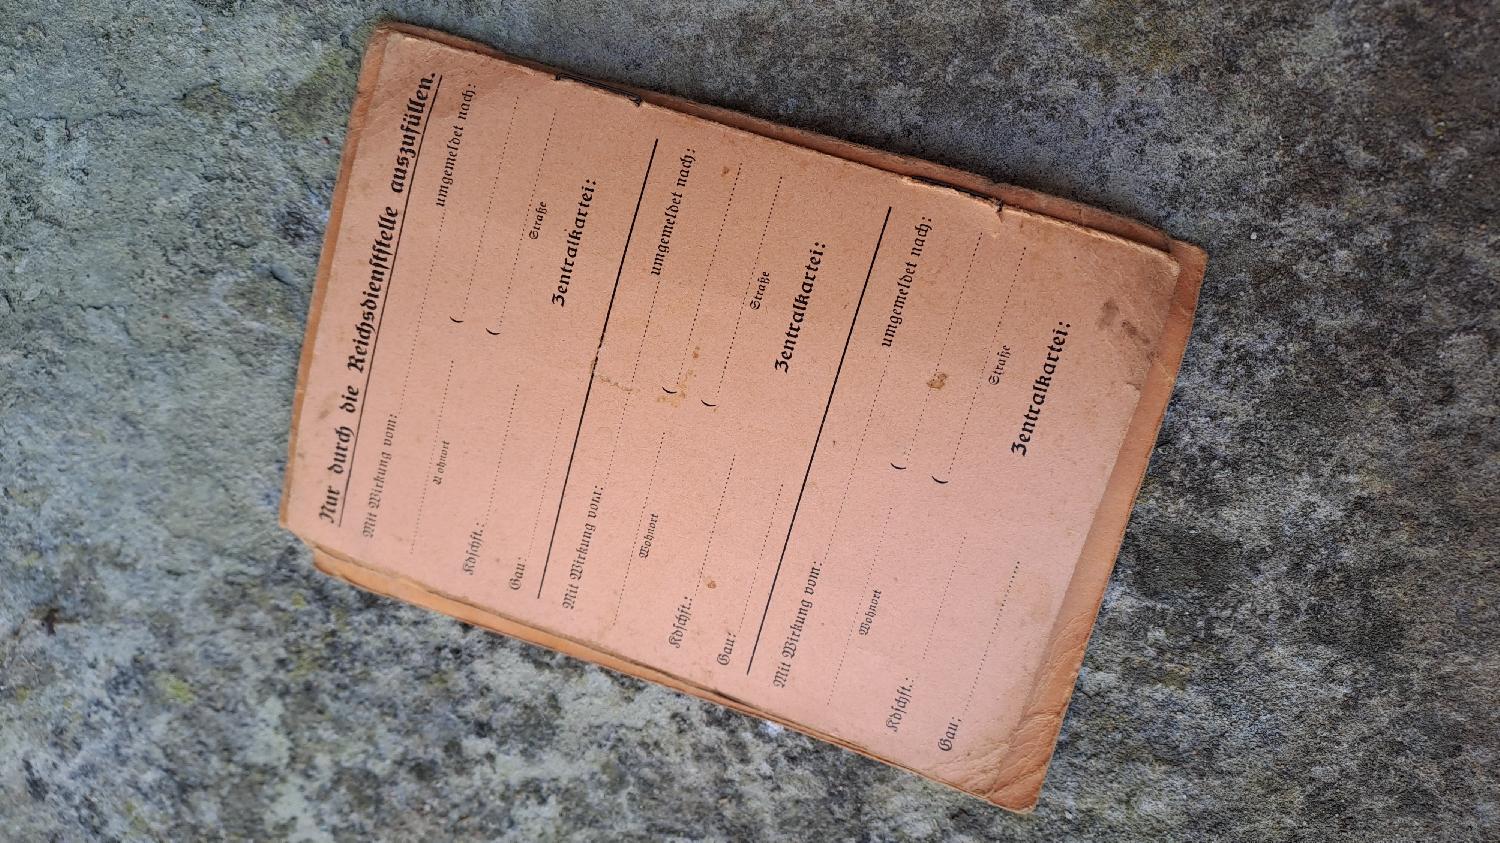 Nur durch die Reichsdienststelle auszufüllen.
Mit Wirkung vom: umgemeldet nach:
(
Wohnort Straße
Kdschft.: (
Gau: Zentralkartei:
Mit Wirkung vom: umgemeldet nach:
(
Wohnort Straße
Kdschft.: (
Gau: Zentralkartei:
Mit Wirkung vom: umgemeldet nach:
(
Wohnort Straße
Kdschft.: (
Gau: Zentralkartei: